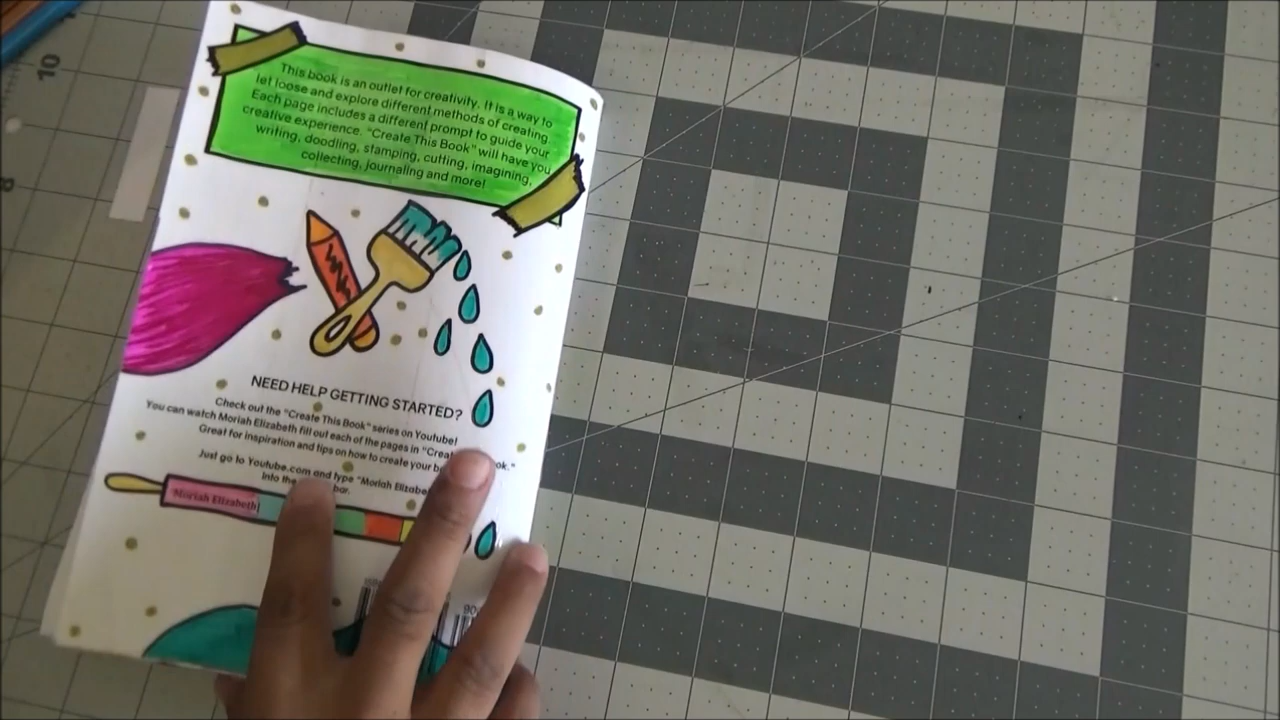 This book is an outlet for creativity. It is a way to
let loose and explore different methods of creating.
Each page includes a different prompt to guide your
creative experience. "Create This Book" will have you
writing, doodling, stamping, cutting, imagining,
collecting, journaling and more!
NEED HELP GETTING STARTED?
Check out the "Create This Book" series on Youtube!
You can watch Moriah Elizabeth fill out each of the pages in "Creat ok."
Great for inspiration and tips on how to create your b
Just go to Youtube.com and type "Moriah Elizabe
into the bar.
Moriah Elizabeth
90
10
8